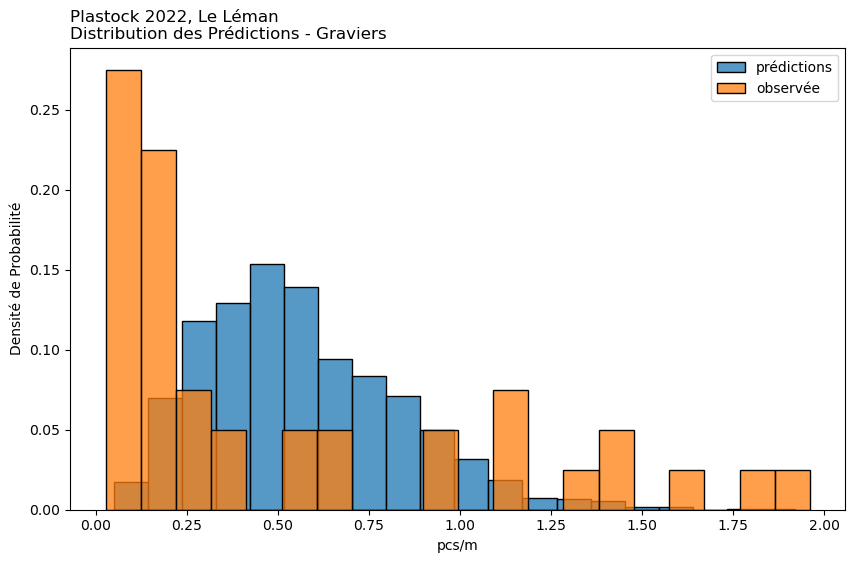 Plastock 2022, Le Léman
Distribution des Prédictions - Graviers
prédictions
observée
Densité de Probabilité
0.25
0.20
0.15
0.10
0.05
0.00
0.00 0.25 0.50 0.75 1.00 1.25 1.50 1.75 2.00
pcs/m